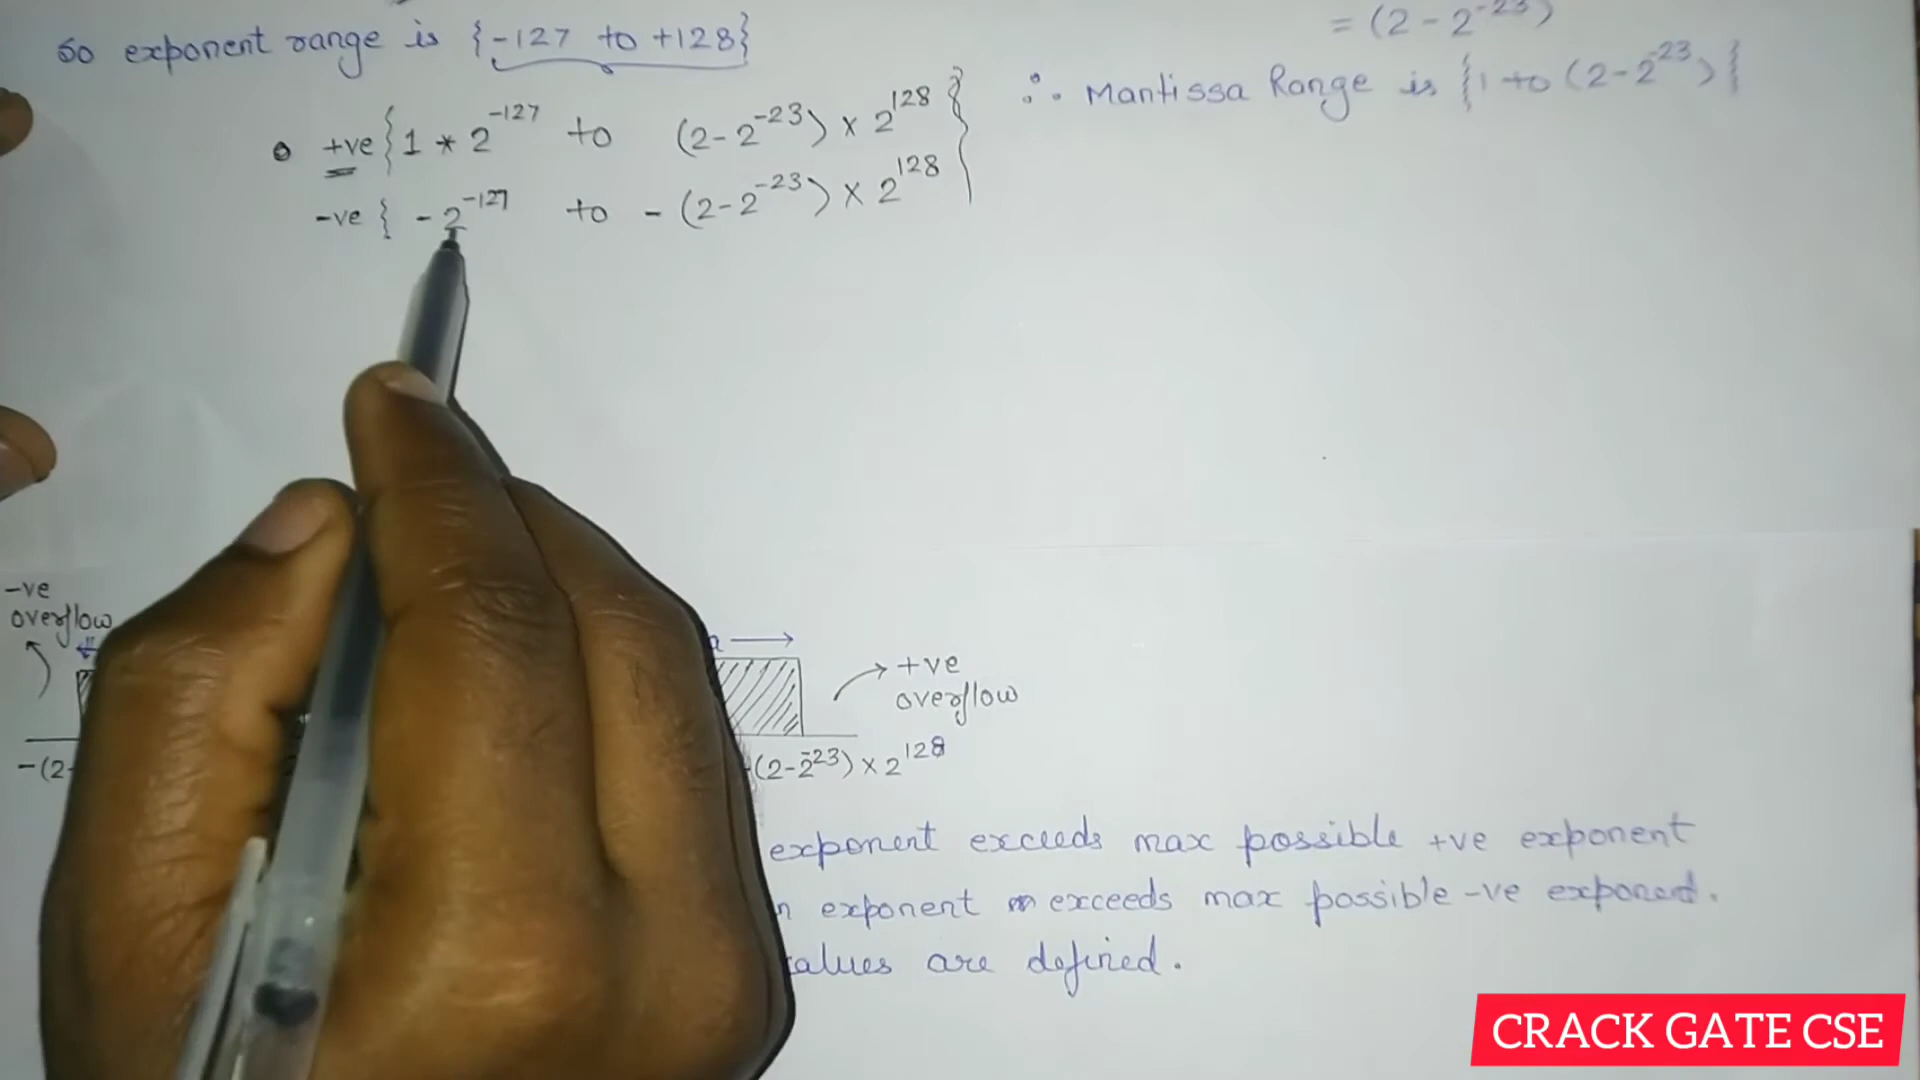 so exponent range is {-127 to +128}
= (2 - 2^-23)
∴ Mantissa Range is {1 to (2-2^-23)}
+ve {1 * 2^-127 to (2-2^-23) × 2^128}
-ve { -2^-127 to -(2-2^-23) × 2^128
-ve
overflow
+ve
overflow
-(2-
(2-2^-23) × 2^128
exponent exceeds max possible +ve exponent
exponent exceeds max possible -ve exponent.
values are defined.
CRACK GATE CSE